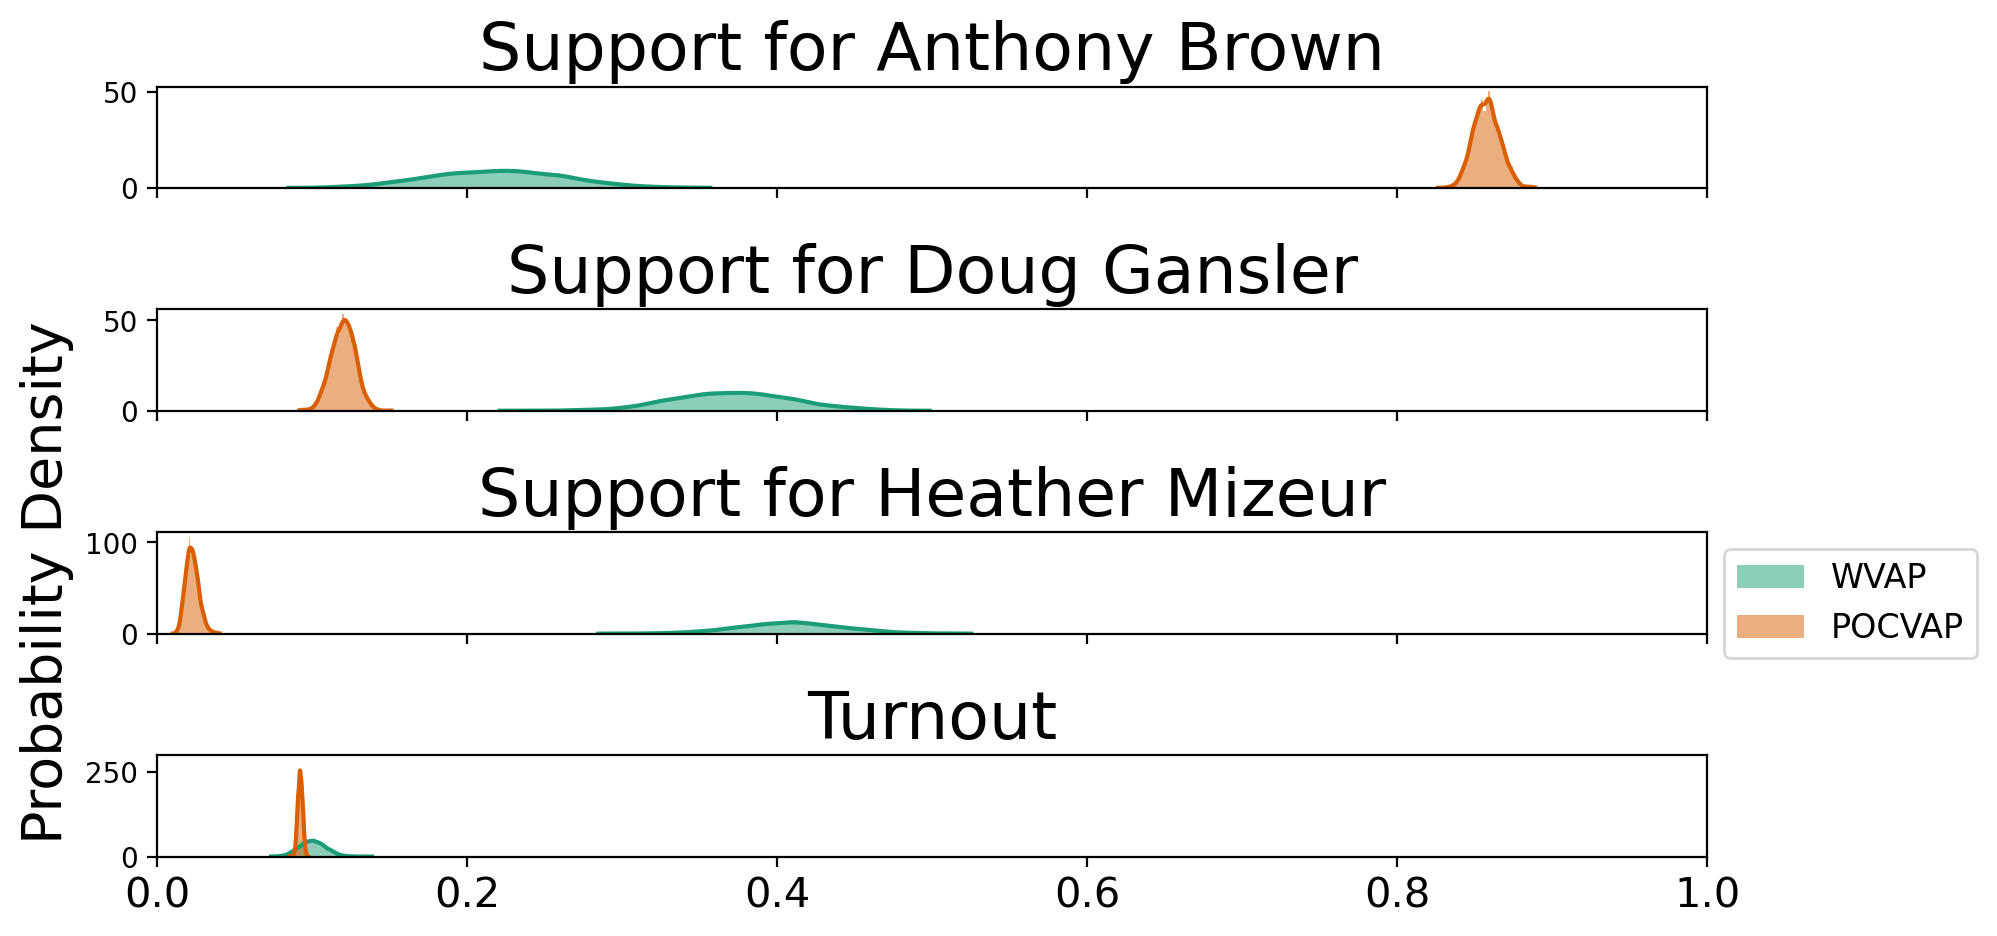 Support for Anthony Brown
50
0
Support for Doug Gansler
50
0
Support for Heather Mizeur
100
0
Turnout
250
0
0.0 0.2 0.4 0.6 0.8 1.0
Probability Density
WVAP
POCVAP